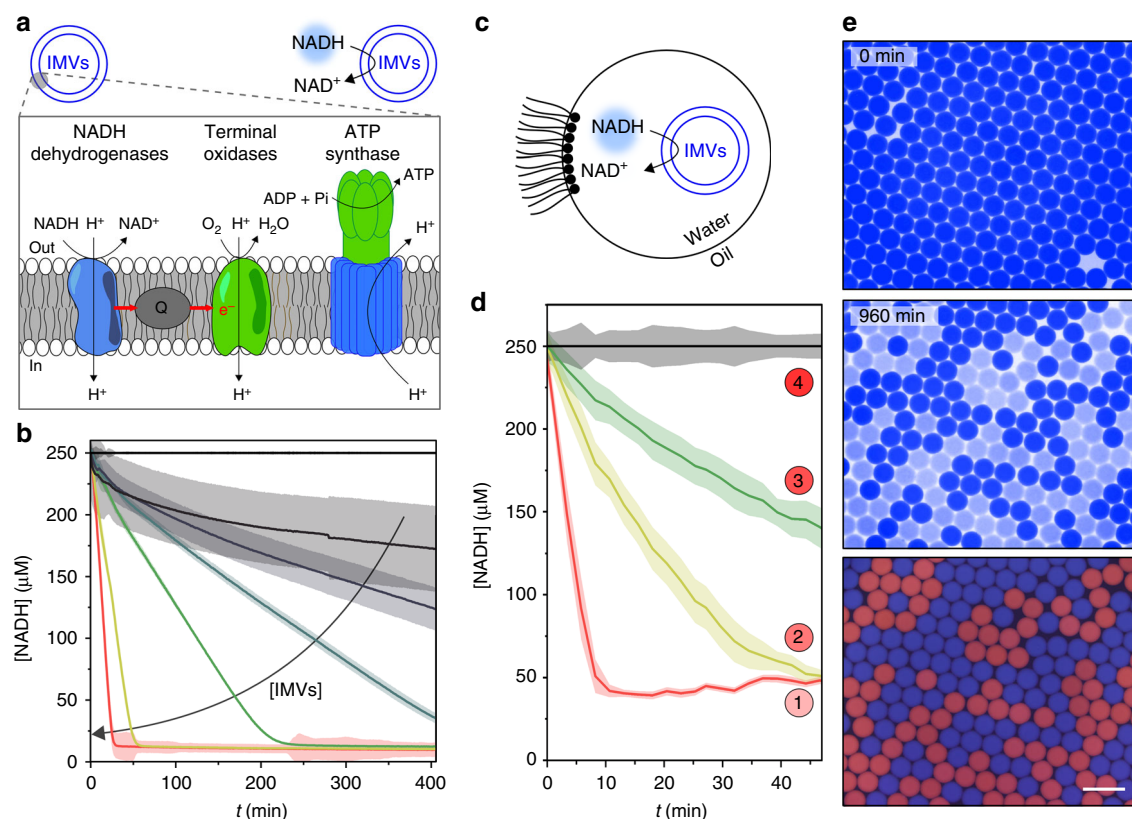 a
IMVs
NADH
NAD⁺
IMVs
NADH
dehydrogenases
Terminal
oxidases
ATP
synthase
ATP
ADP + Pi
NADH
H⁺
NAD⁺
O₂
H⁺
H₂O
H⁺
Out
Q
e⁻
In
H⁺
H⁺
H⁺
b
[NADH] (μM)
250
200
150
100
50
0
[IMVs]
0
100
200
300
400
t (min)
c
NADH
NAD⁺
IMVs
Water
Oil
d
[NADH] (μM)
250
200
150
100
50
0
4
3
2
1
0
10
20
30
40
t (min)
e
0 min
960 min